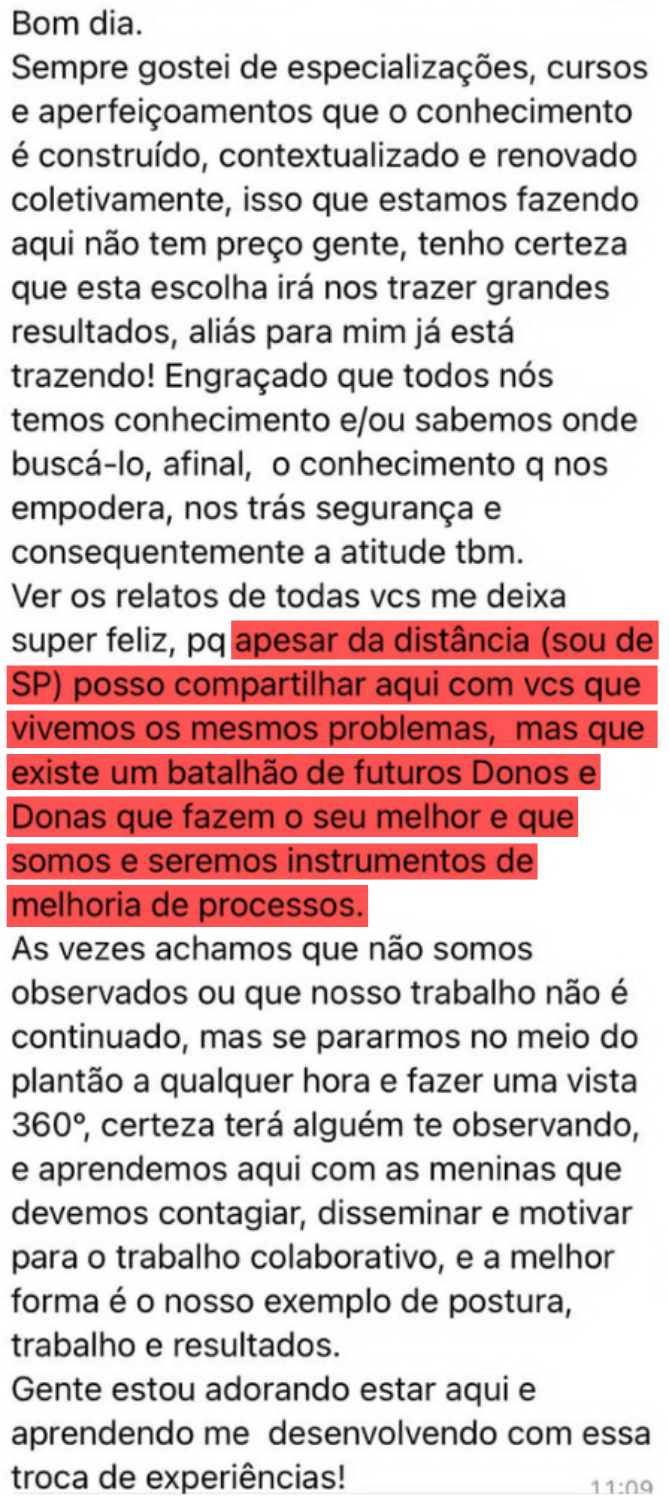 Bom dia.
Sempre gostei de especializações, cursos
e aperfeiçoamentos que o conhecimento
é construído, contextualizado e renovado
coletivamente, isso que estamos fazendo
aqui não tem preço gente, tenho certeza
que esta escolha irá nos trazer grandes
resultados, aliás para mim já está
trazendo! Engraçado que todos nós
temos conhecimento e/ou sabemos onde
buscá-lo, afinal,  o conhecimento q nos
empodera, nos trás segurança e
consequentemente a atitude tbm.
Ver os relatos de todas vcs me deixa
super feliz, pq apesar da distância (sou de
SP) posso compartilhar aqui com vcs que
vivemos os mesmos problemas,  mas que
existe um batalhão de futuros Donos e
Donas que fazem o seu melhor e que
somos e seremos instrumentos de
melhoria de processos.
As vezes achamos que não somos
observados ou que nosso trabalho não é
continuado, mas se pararmos no meio do
plantão a qualquer hora e fazer uma vista
360º, certeza terá alguém te observando,
e aprendemos aqui com as meninas que
devemos contagiar, disseminar e motivar
para o trabalho colaborativo, e a melhor
forma é o nosso exemplo de postura,
trabalho e resultados.
Gente estou adorando estar aqui e
aprendendo me  desenvolvendo com essa
troca de experiências!
11:09